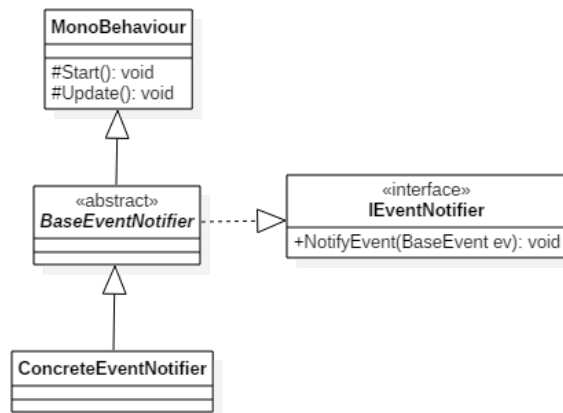 MonoBehaviour
#Start(): void
#Update(): void
«abstract»
BaseEventNotifier
«interface»
IEventNotifier
+NotifyEvent(BaseEvent ev): void
ConcreteEventNotifier